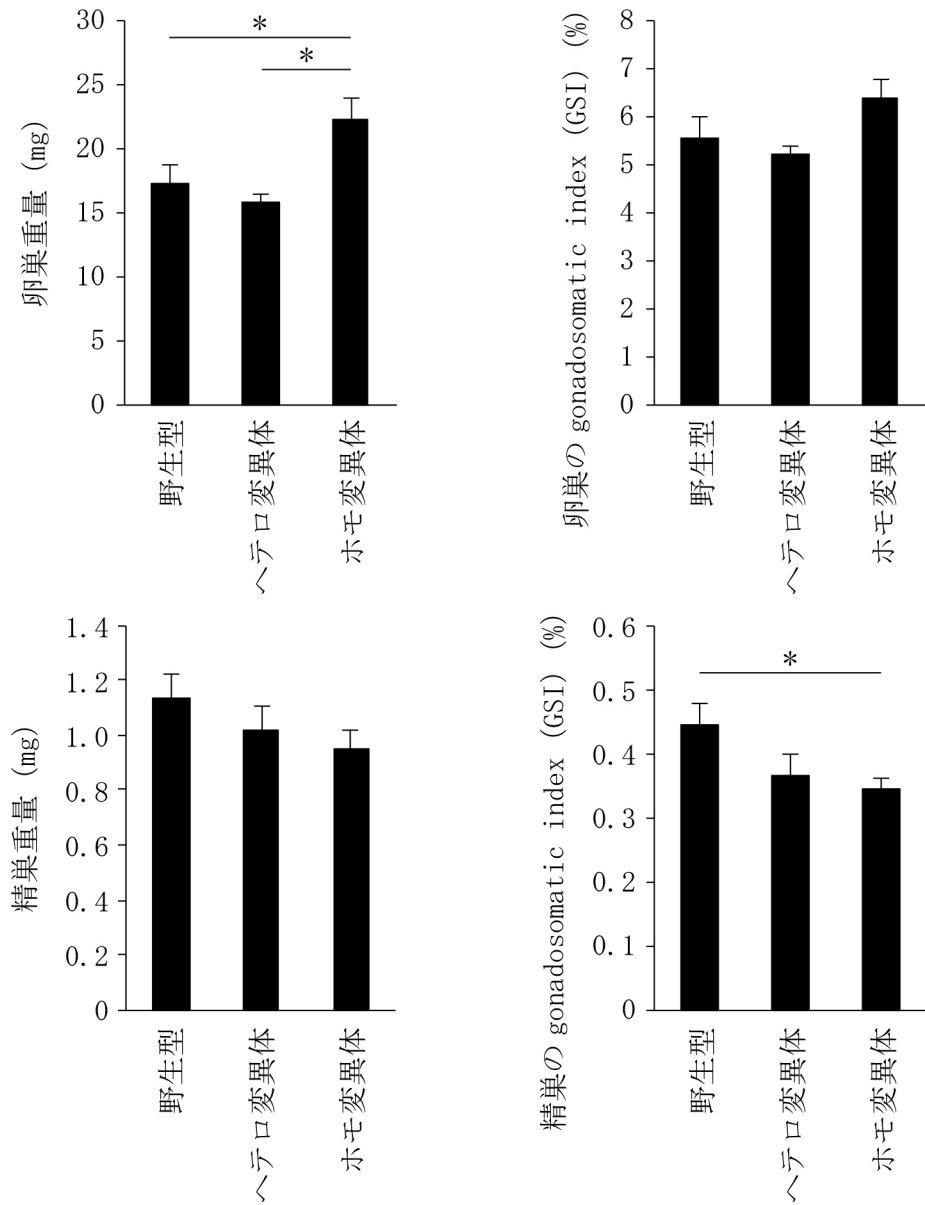 卵巣重量 (mg)
30
25
20
15
10
5
0
*
*
野生型
ヘテロ変異体
ホモ変異体
卵巣の gonadosomatic index (GSI) (%)
8
7
6
5
4
3
2
1
0
野生型
ヘテロ変異体
ホモ変異体
精巣重量 (mg)
1.4
1.2
1.0
0.8
0.6
0.4
0.2
0
野生型
ヘテロ変異体
ホモ変異体
精巣の gonadosomatic index (GSI) (%)
0.6
0.5
0.4
0.3
0.2
0.1
0
*
野生型
ヘテロ変異体
ホモ変異体